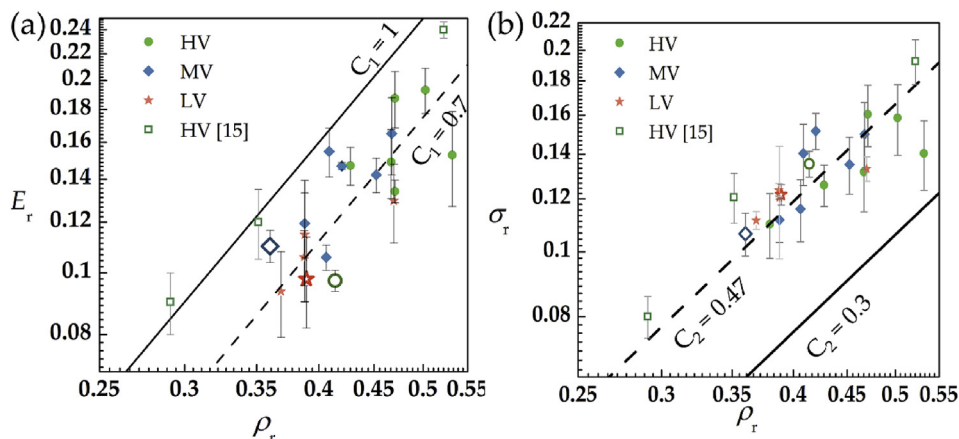 (a)
0.24
0.22
0.2
0.18
0.16
0.14
0.12
0.1
0.08
E_r
HV
MV
LV
HV [15]
C_1 = 1
C_1 = 0.7
0.25 0.3 0.35 0.4 0.45 0.5 0.55
ρ_r
(b)
0.22
0.2
0.18
0.16
0.14
0.12
0.1
0.08
σ_r
HV
MV
LV
HV [15]
C_2 = 0.47
C_2 = 0.3
0.25 0.3 0.35 0.4 0.45 0.5 0.55
ρ_r